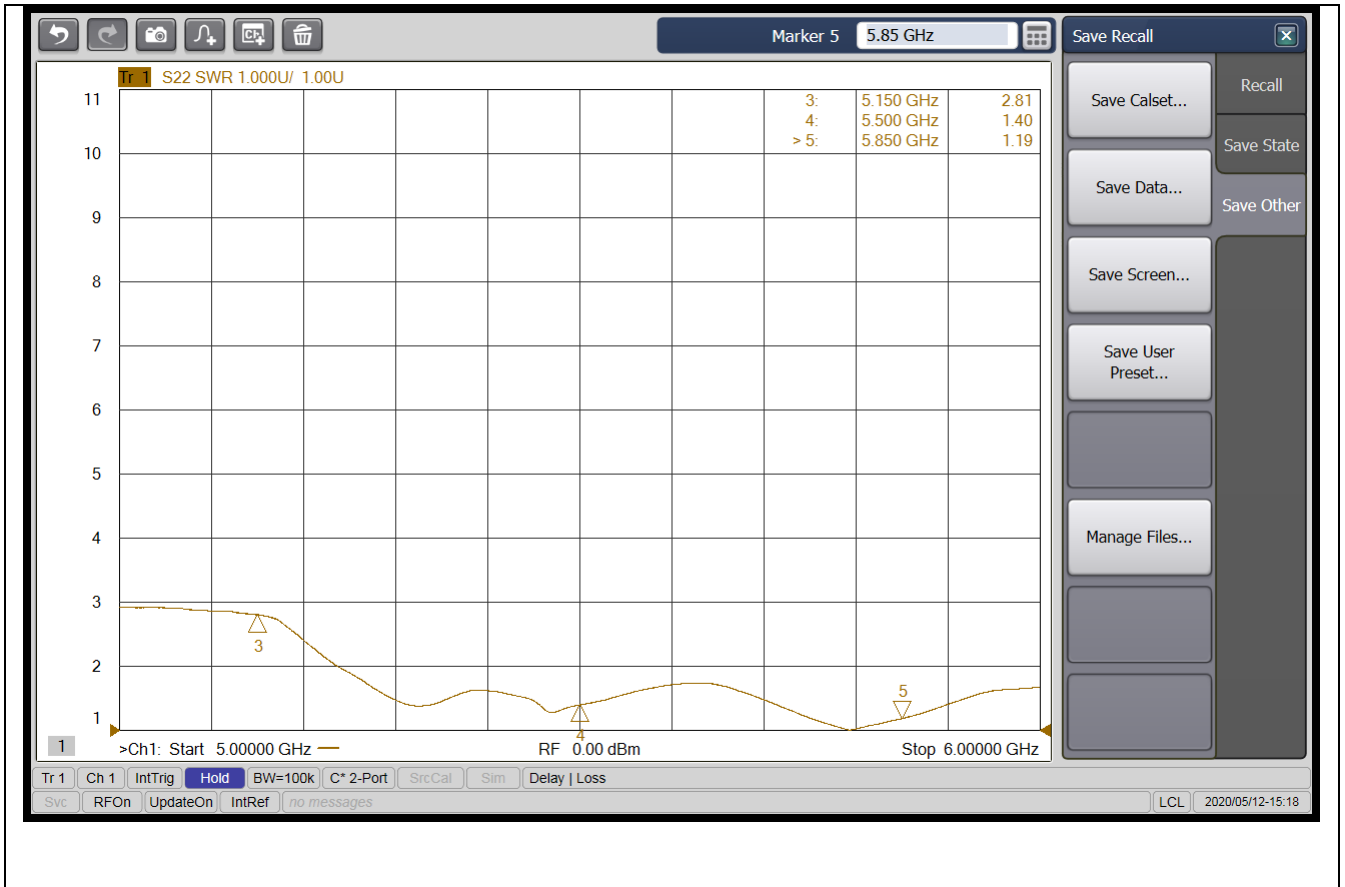 Marker 5 5.85 GHz
Save Recall
Tr 1 S22 SWR 1.000U/ 1.00U
3: 5.150 GHz 2.81
4: 5.500 GHz 1.40
> 5: 5.850 GHz 1.19
11
10
9
8
7
6
5
4
3
2
1
3
4
5
1
>Ch1: Start 5.00000 GHz
RF 0.00 dBm
Stop 6.00000 GHz
Save Calset...
Save Data...
Save Screen...
Save User
Preset...
Manage Files...
Recall
Save State
Save Other
Tr 1 Ch 1 IntTrig Hold BW=100k C* 2-Port SrcCal Sim Delay | Loss
Svc RFOn UpdateOn IntRef no messages LCL 2020/05/12-15:18